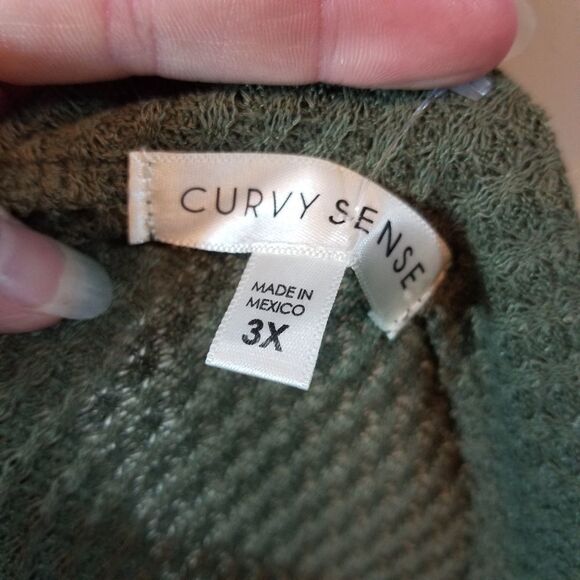 CURVY SENSE
MADE IN
MEXICO
3X